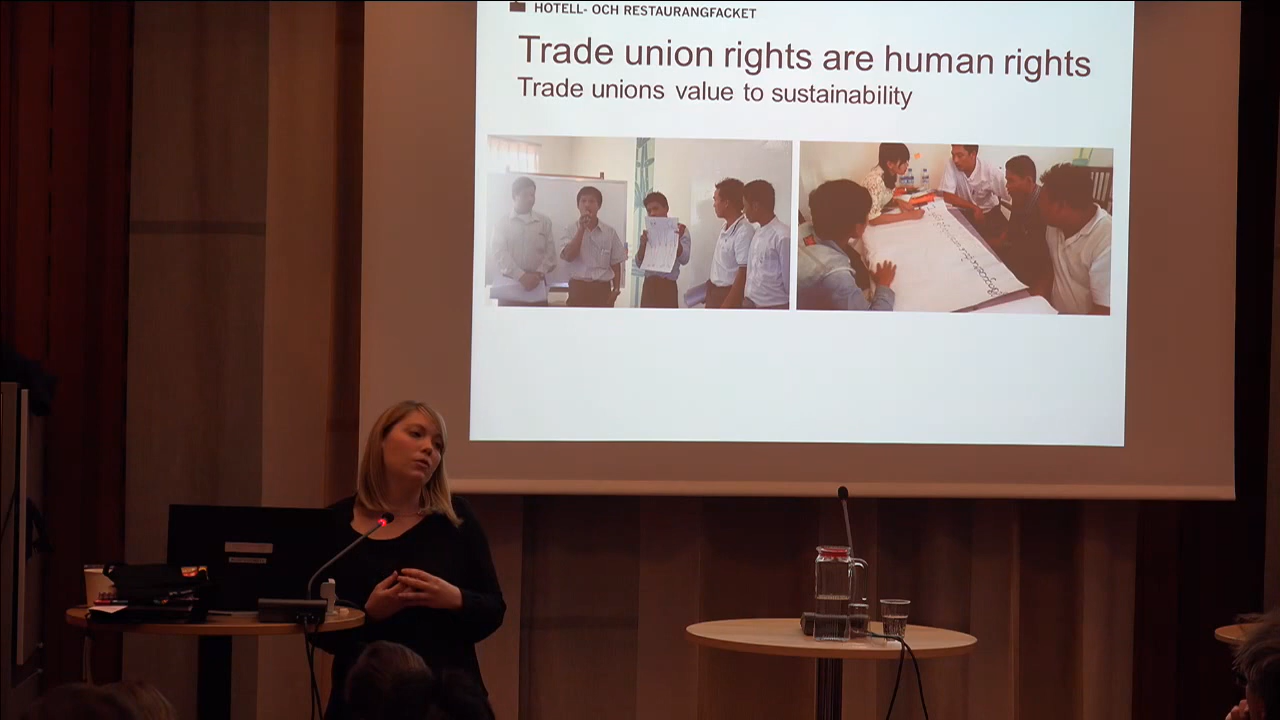 HOTELL- OCH RESTAURANGFACKET
Trade union rights are human rights
Trade unions value to sustainability